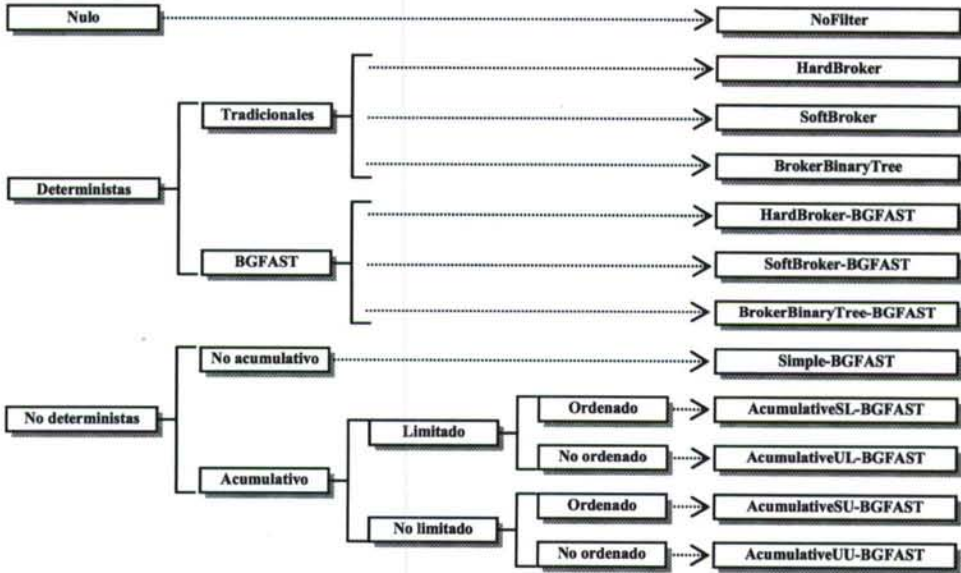 Nulo
NoFilter
HardBroker
Tradicionales
SoftBroker
BrokerBinaryTree
Deterministas
HardBroker-BGFAST
BGFAST
SoftBroker-BGFAST
BrokerBinaryTree-BGFAST
No acumulativo
Simple-BGFAST
No deterministas
Ordenado
AcumulativeSL-BGFAST
Limitado
No ordenado
AcumulativeUL-BGFAST
Acumulativo
Ordenado
AcumulativeSU-BGFAST
No limitado
No ordenado
AcumulativeUU-BGFAST